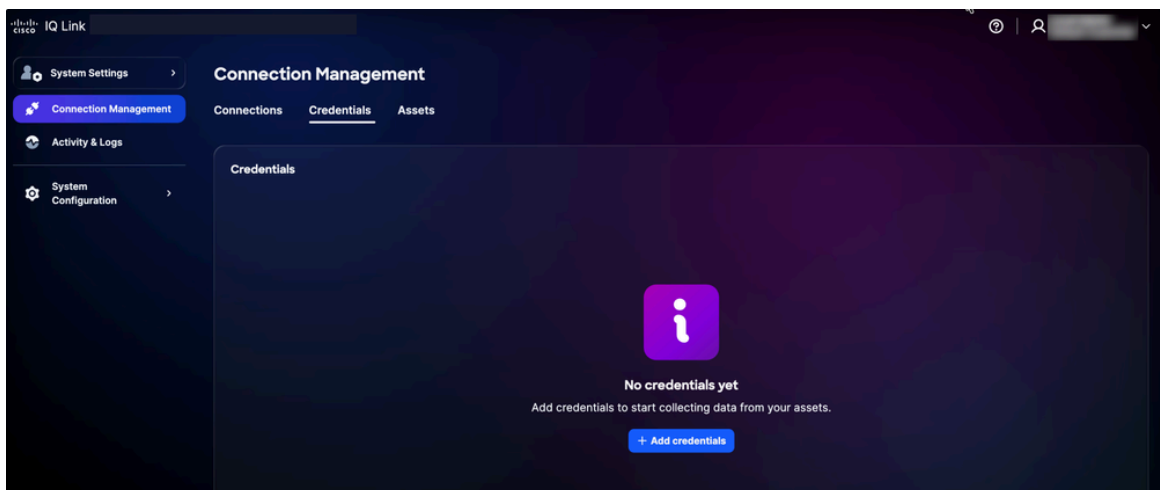 cisco IQ Link
System Settings
Connection Management
Activity & Logs
System
Configuration
Connection Management
Connections Credentials Assets
Credentials
No credentials yet
Add credentials to start collecting data from your assets.
+ Add credentials